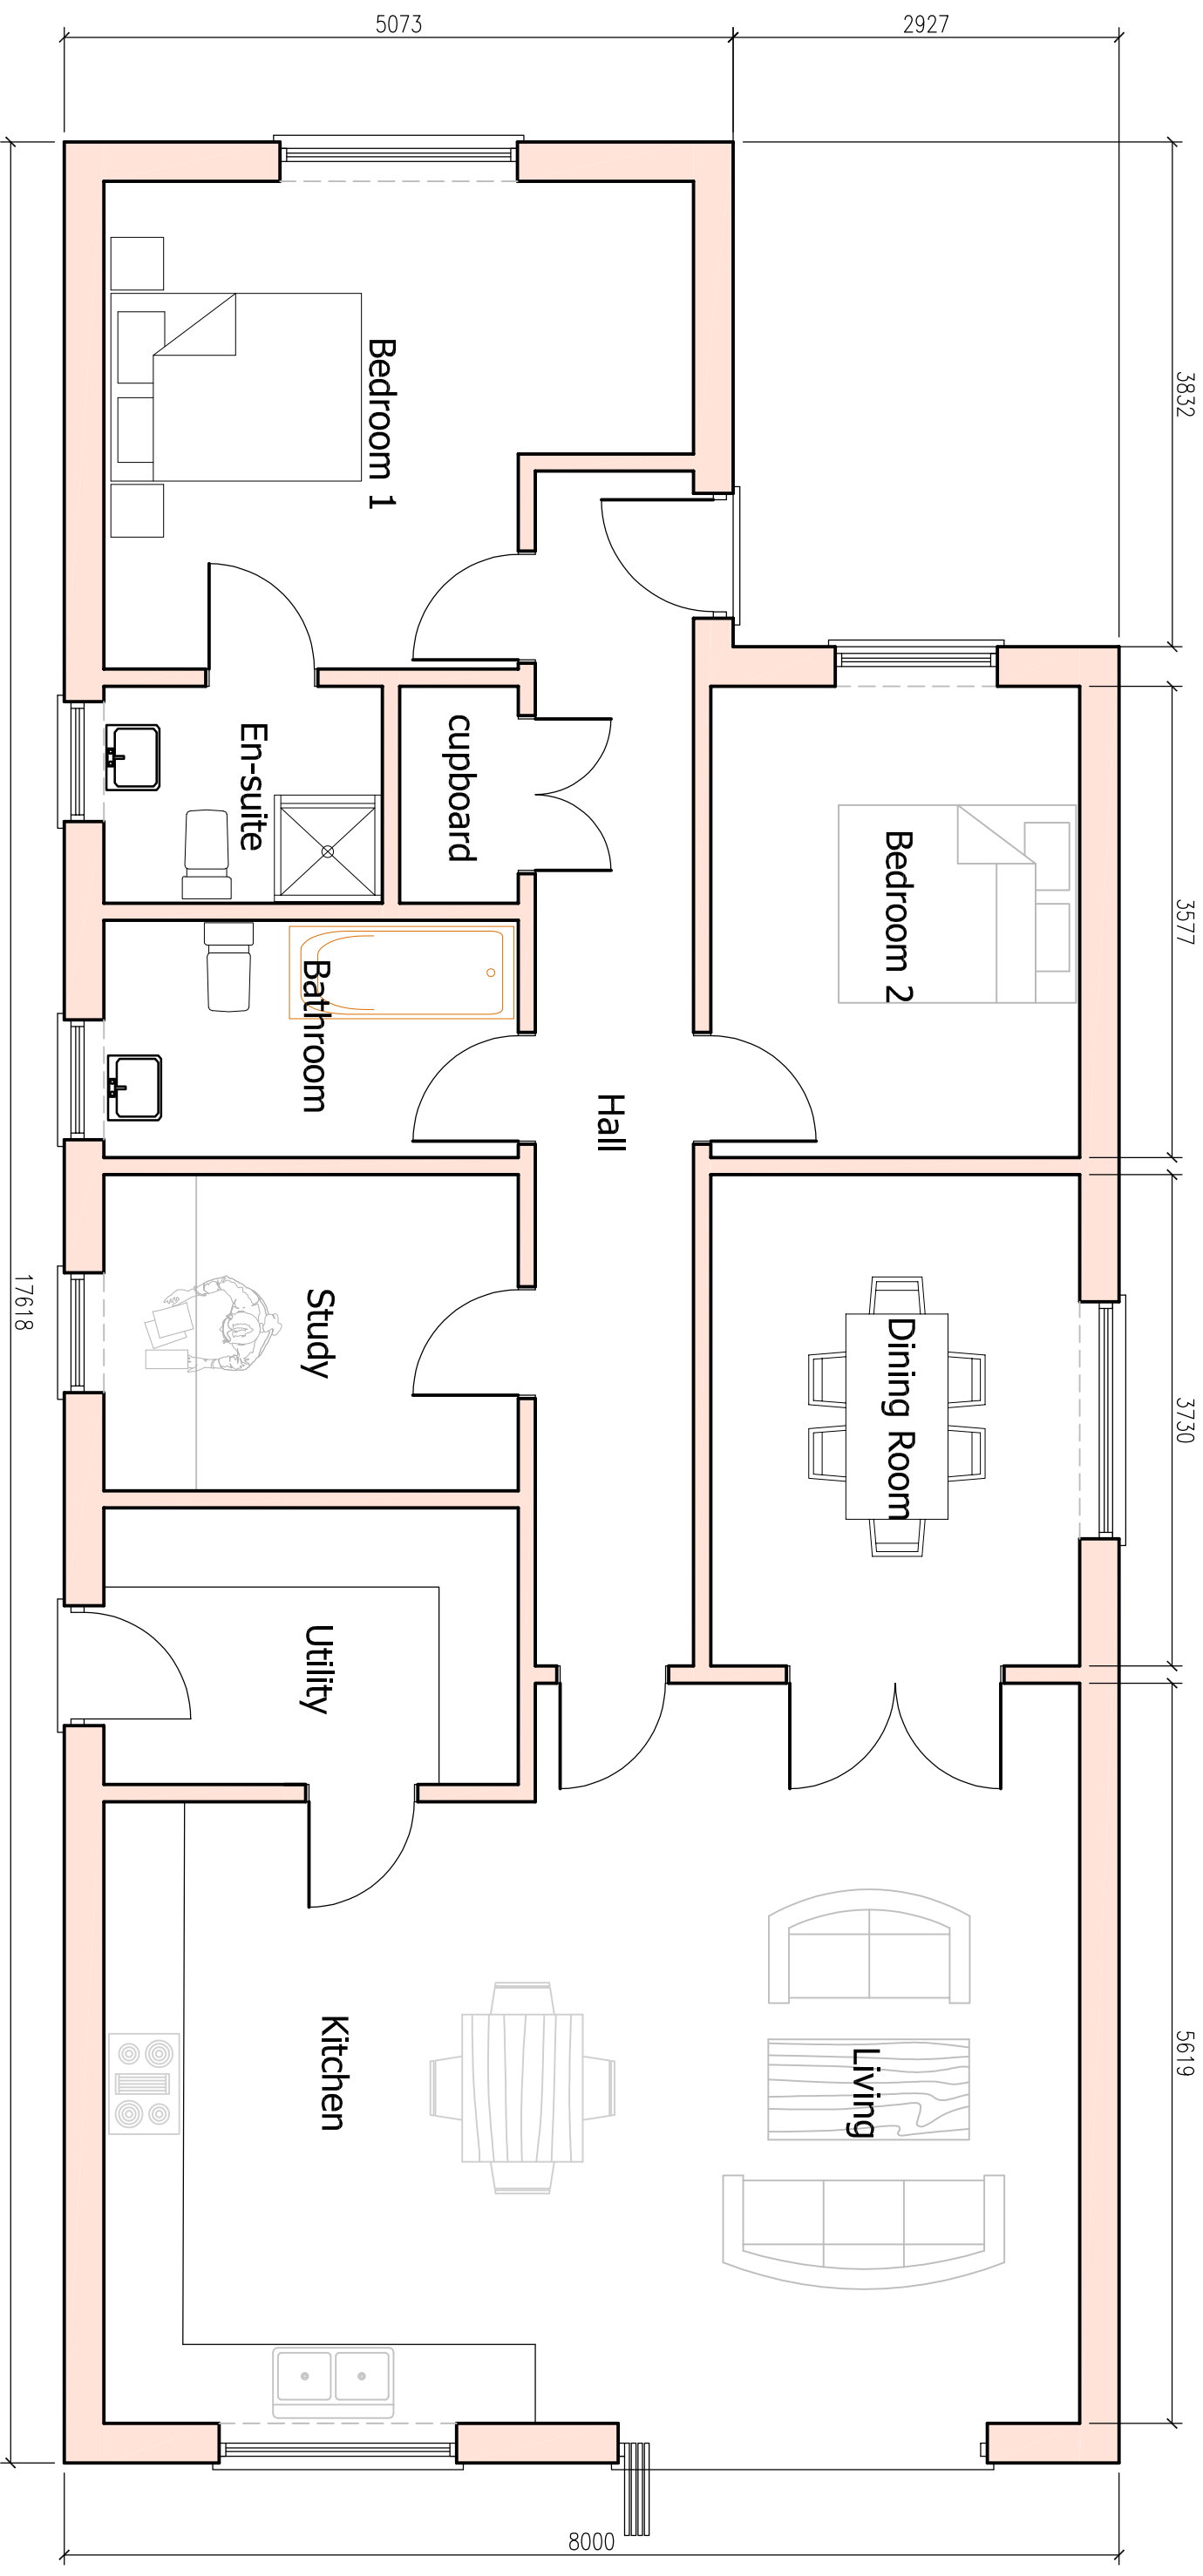 5073
2927
3832
3577
3730
5619
17618
8000
Bedroom 1
En-suite
cupboard
Bedroom 2
Bathroom
Hall
Study
Dining Room
Utility
Kitchen
Living